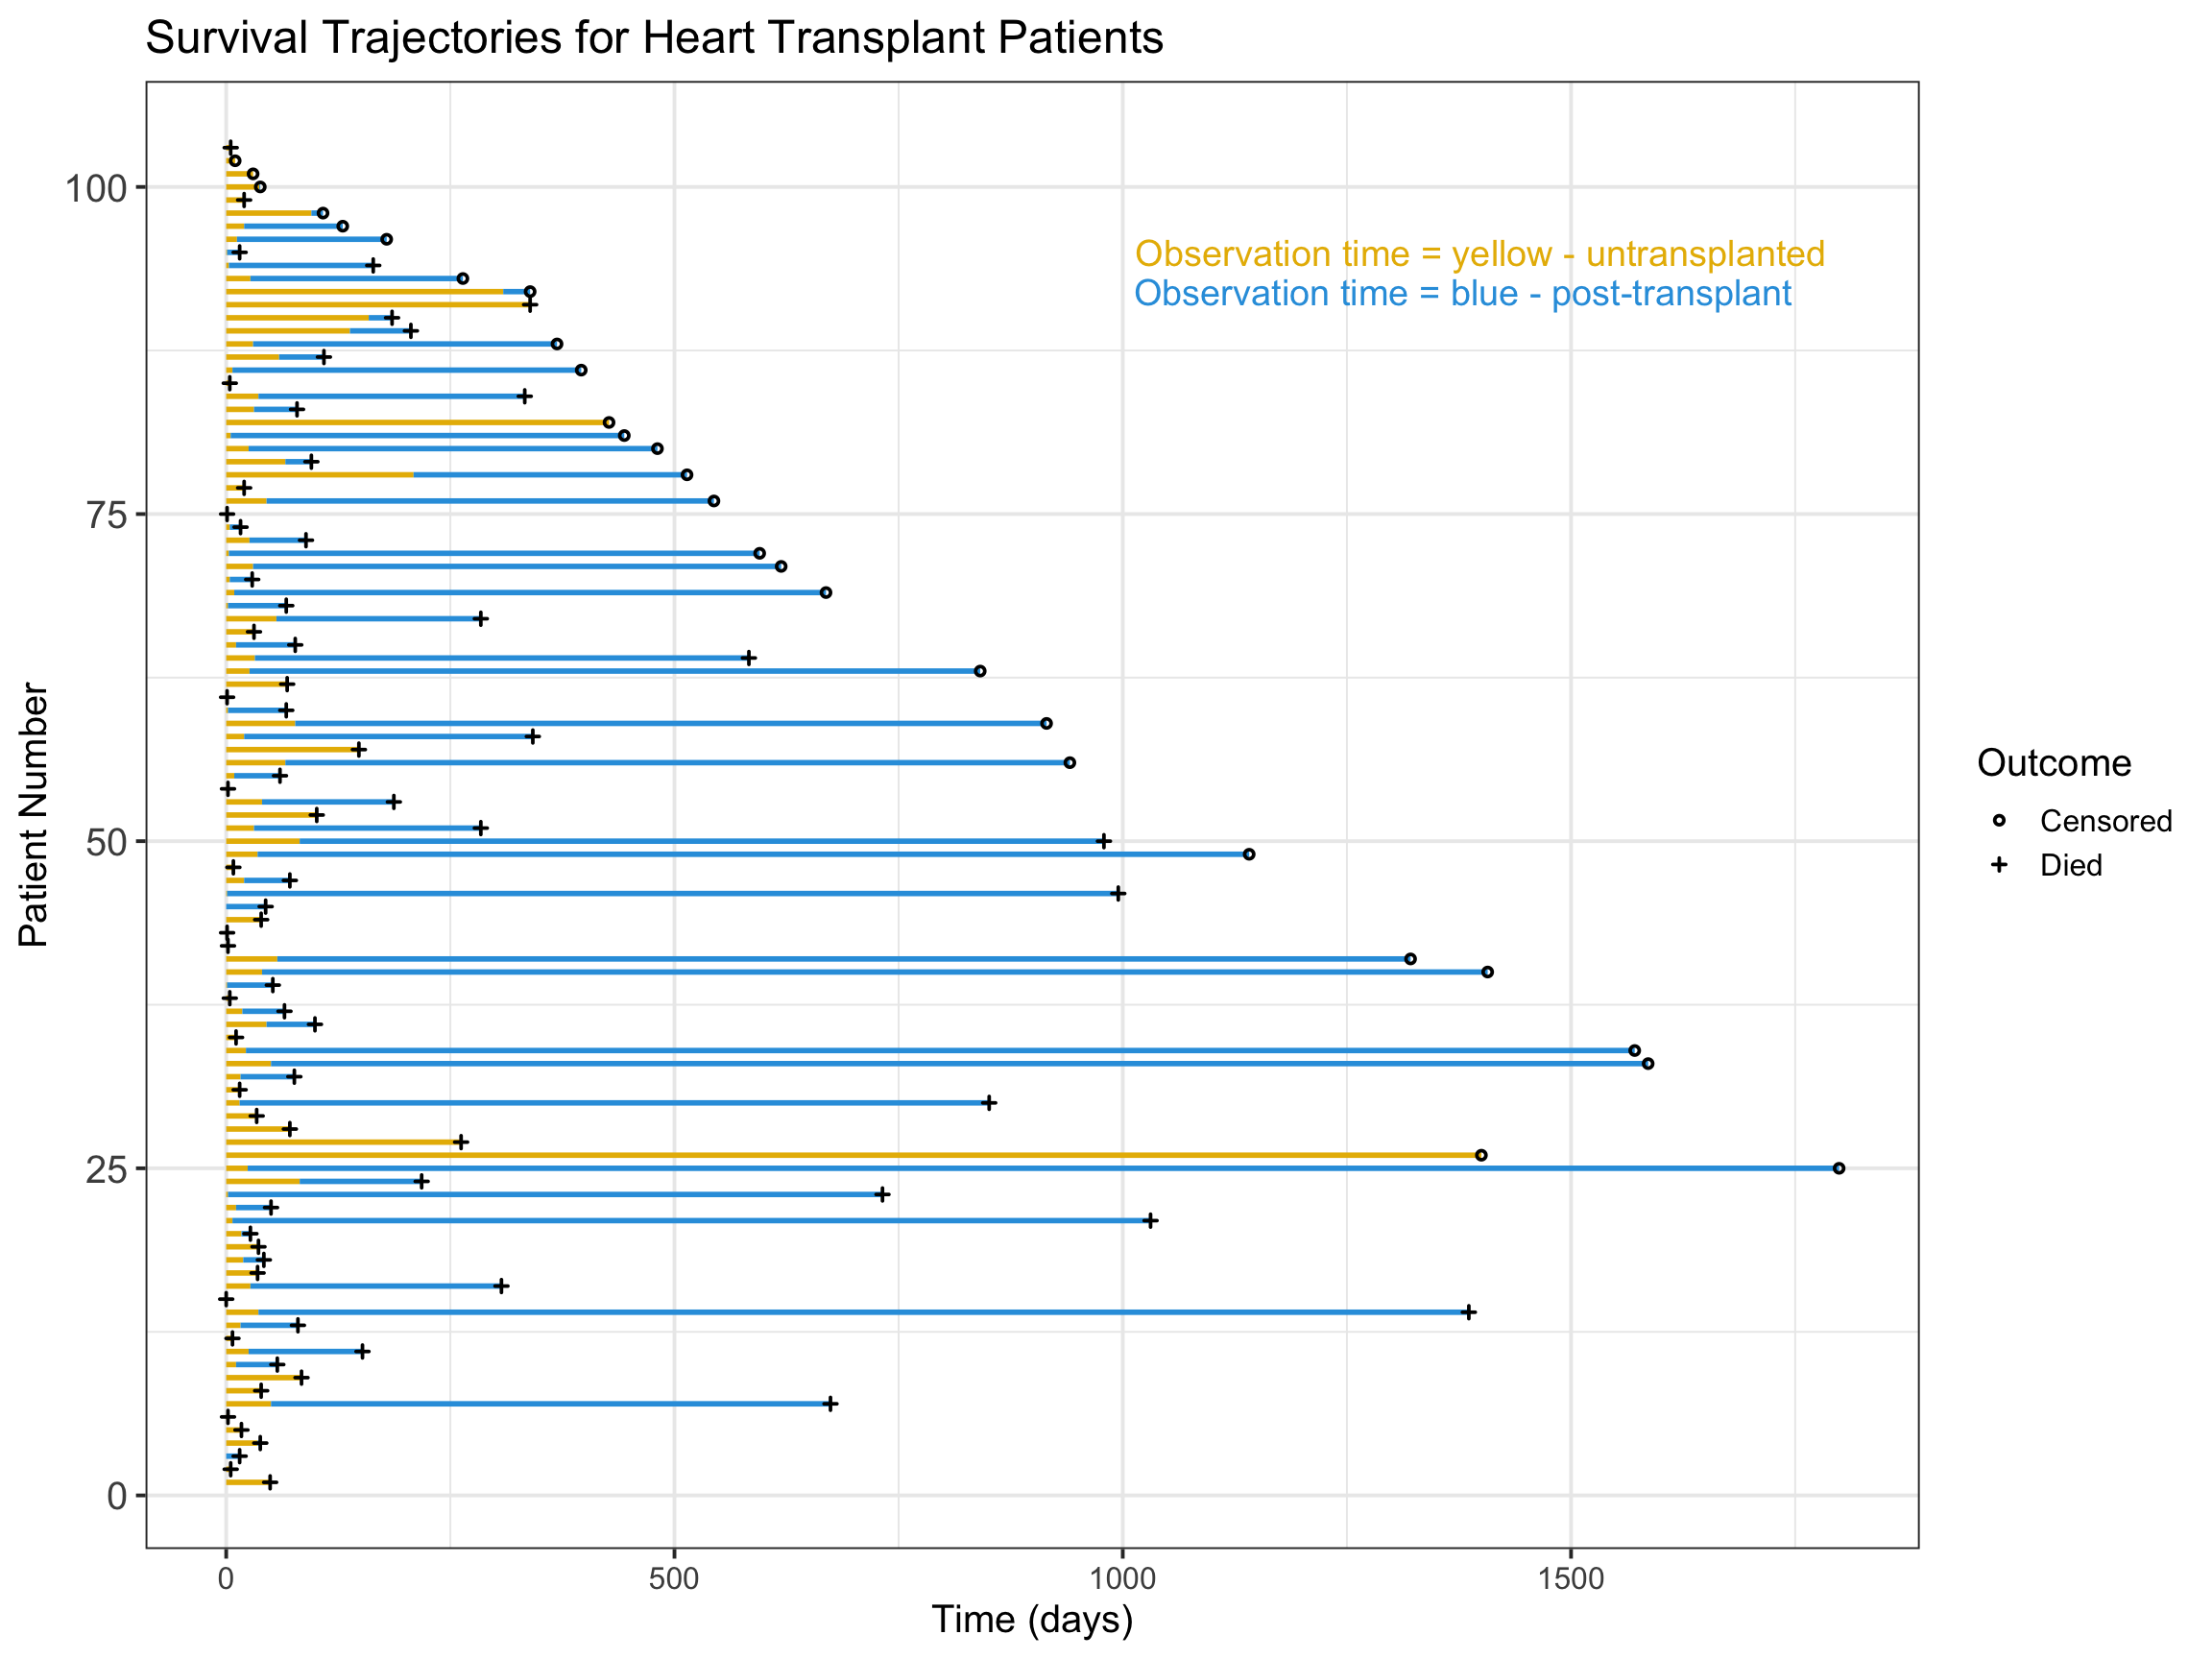 Survival Trajectories for Heart Transplant Patients
100
75
50
25
0
Patient Number
Observation time = yellow - untransplanted
Observation time = blue - post-transplant
0 500 1000 1500
Time (days)
Outcome
Censored
Died